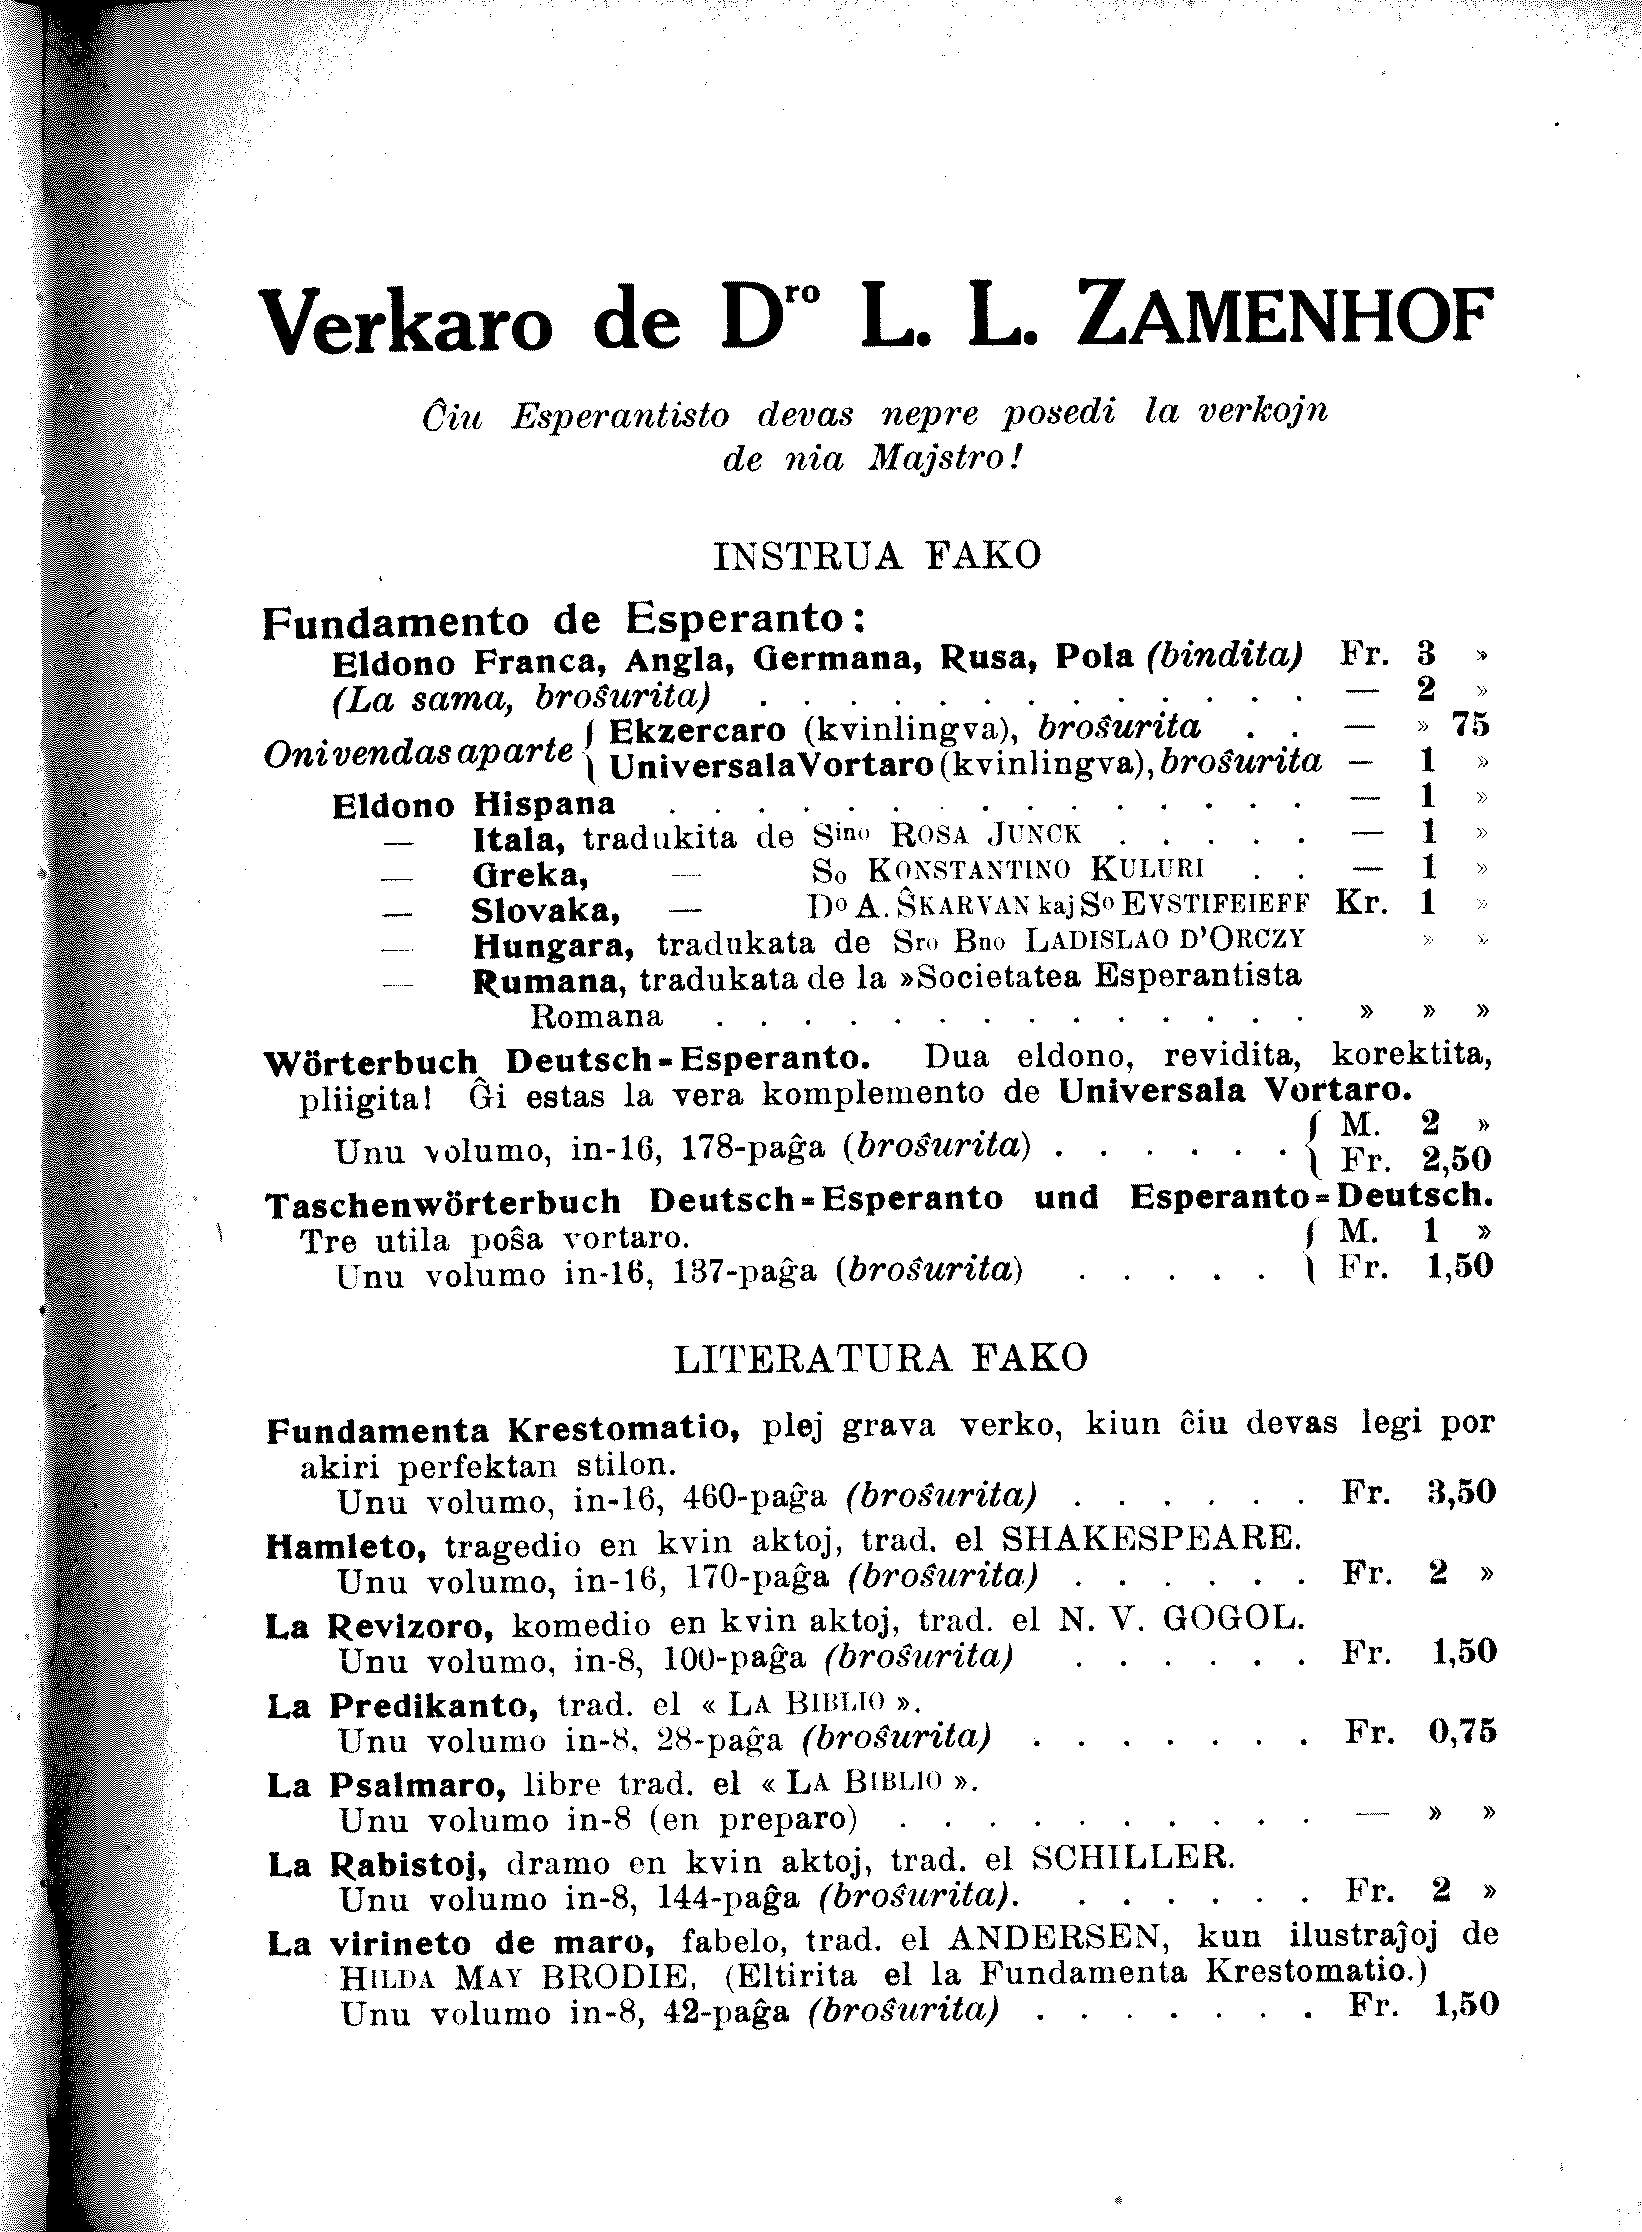 Verkaro de Dro L. L. ZAMENHOF
Ĉiu Esperantisto devas nepre posedi la verkojn
de nia Majstro!
INSTRUA FAKO
Fundamento de Esperanto:
Eldono Franca, Angla, Germana, Rusa, Pola (bindita) Fr. 3 »
(La sama, broŝurita) . . . . . . . . . . . . . — 2 »
Oni vendas aparte { Ekzercaro (kvinlingva), broŝurita . . — » 75
Universala Vortaro (kvinlingva), broŝurita — 1 »
Eldono Hispana . . . . . . . . . . . . . . . — 1 »
— Itala, tradukita de Sino ROSA JUNCK . . . . . — 1 »
— Greka, — So KONSTANTINO KULURI . . — 1 »
— Slovaka, — Do A. ŜKARVAN kaj So EVSTIFEIEFF Kr. 1 »
— Hungara, tradukata de Sro Bno LADISLAO D'ORCZY » »
— Rumana, tradukata de la »Societatea Esperantista
Romana . . . . . . . . . . . . . . » » »
Wörterbuch Deutsch-Esperanto. Dua eldono, revidita, korektita,
pliigita! Ĝi estas la vera komplemento de Universala Vortaro.
Unu volumo, in-16, 178-paĝa (broŝurita) . . . . . . { M. 2 »
Fr. 2,50
Taschenwörterbuch Deutsch-Esperanto und Esperanto-Deutsch.
Tre utila poŝa vortaro. { M. 1 »
Unu volumo in-16, 137-paĝa (broŝurita) . . . . . Fr. 1,50
LITERATURA FAKO
Fundamenta Krestomatio, plej grava verko, kiun ĉiu devas legi por
akiri perfektan stilon.
Unu volumo, in-16, 460-paĝa (broŝurita) . . . . . . Fr. 3,50
Hamleto, tragedio en kvin aktoj, trad. el SHAKESPEARE.
Unu volumo, in-16, 170-paĝa (broŝurita) . . . . . . Fr. 2 »
La Revizoro, komedio en kvin aktoj, trad. el N. V. GOGOL.
Unu volumo, in-8, 100-paĝa (broŝurita) . . . . . . Fr. 1,50
La Predikanto, trad. el « LA BIBLIO ».
Unu volumo in-8, 28-paĝa (broŝurita) . . . . . . . Fr. 0,75
La Psalmaro, libre trad. el « LA BIBLIO ».
Unu volumo in-8 (en preparo) . . . . . . . . . . — » »
La Rabistoj, dramo en kvin aktoj, trad. el SCHILLER.
Unu volumo in-8, 144-paĝa (broŝurita). . . . . . . Fr. 2 »
La virineto de maro, fabelo, trad. el ANDERSEN, kun ilustraĵoj de
HILDA MAY BRODIE, (Eltirita el la Fundamenta Krestomatio.)
Unu volumo in-8, 42-paĝa (broŝurita) . . . . . . . Fr. 1,50